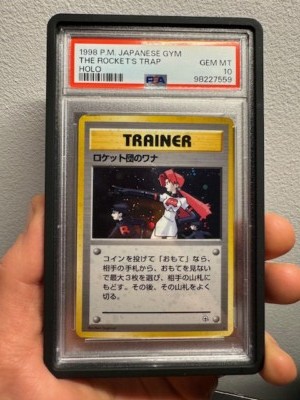 1998 P.M. JAPANESE GYM
THE ROCKET'S TRAP
HOLO
GEM MT
10
PSA
98227559
TRAINER
ロケット団のワナ
R
コインを投げて「おもて」なら、
相手の手札から、おもてを見ない
で最大3枚を選び、相手の山札に
もどす。その後、その山札をよく
切る。